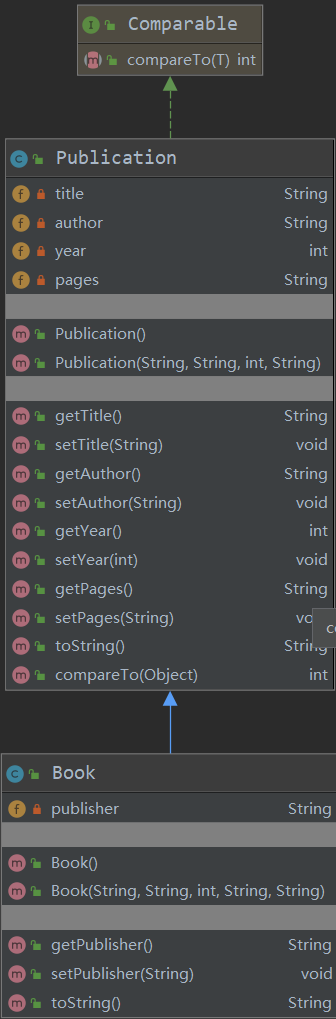 I Comparable
m compareTo(T) int
C Publication
f title String
f author String
f year int
f pages String
m Publication()
m Publication(String, String, int, String)
m getTitle() String
m setTitle(String) void
m getAuthor() String
m setAuthor(String) void
m getYear() int
m setYear(int) void
m getPages() String
m setPages(String)
m toString()
m compareTo(Object) int
C Book
f publisher String
m Book()
m Book(String, String, int, String, String)
m getPublisher() String
m setPublisher(String) void
m toString() String